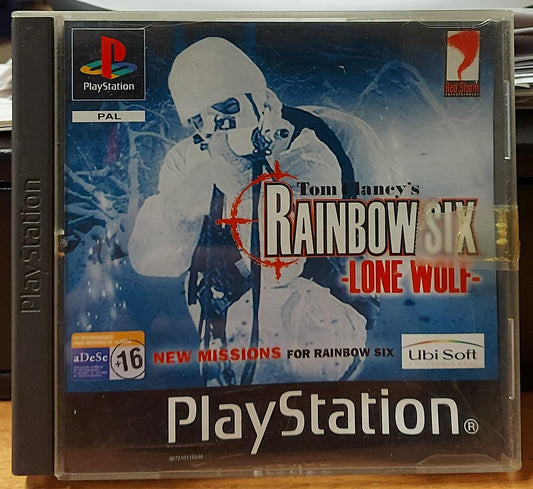 PlayStation
PAL
Red Storm
ENTERTAINMENT
PlayStation
Tom Clancy's
RAINBOW SIX
-LONE WOLF-
aDeSe
+16
NEW MISSIONS FOR RAINBOW SIX
Ubi Soft
PlayStation®